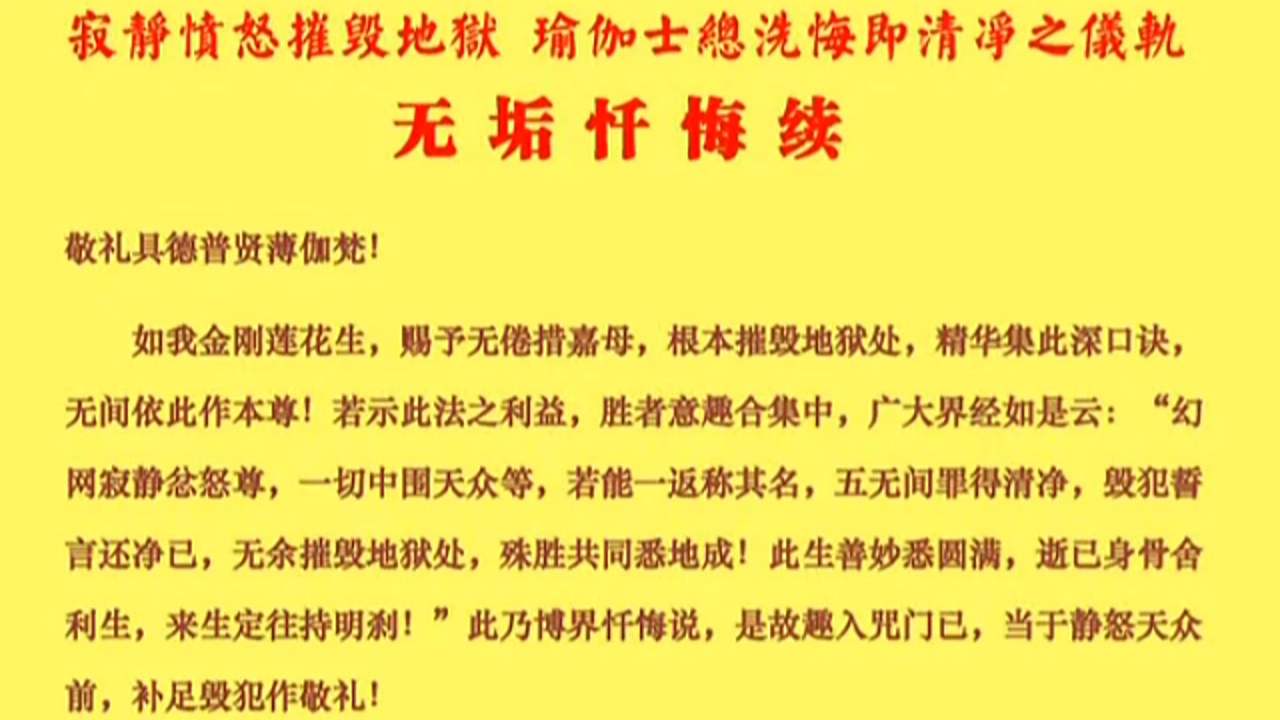 寂靜憤怒摧毀地獄 瑜伽士總洗悔即清淨之儀軌
无垢忏悔续
敬礼具德普贤薄伽梵！
如我金刚莲花生，赐予无倦措嘉母，根本摧毁地狱处，精华集此深口诀，
无间依此作本尊！若示此法之利益，胜者意趣合集中，广大界经如是云：“幻
网寂静忿怒尊，一切中围天众等，若能一返称其名，五无间罪得清净，毁犯誓
言还净已，无余摧毁地狱处，殊胜共同悉地成！此生善妙悉圆满，逝已身骨舍
利生，来生定往持明刹！”此乃博界忏悔说，是故趣入咒门已，当于静怒天众
前，补足毁犯作敬礼！